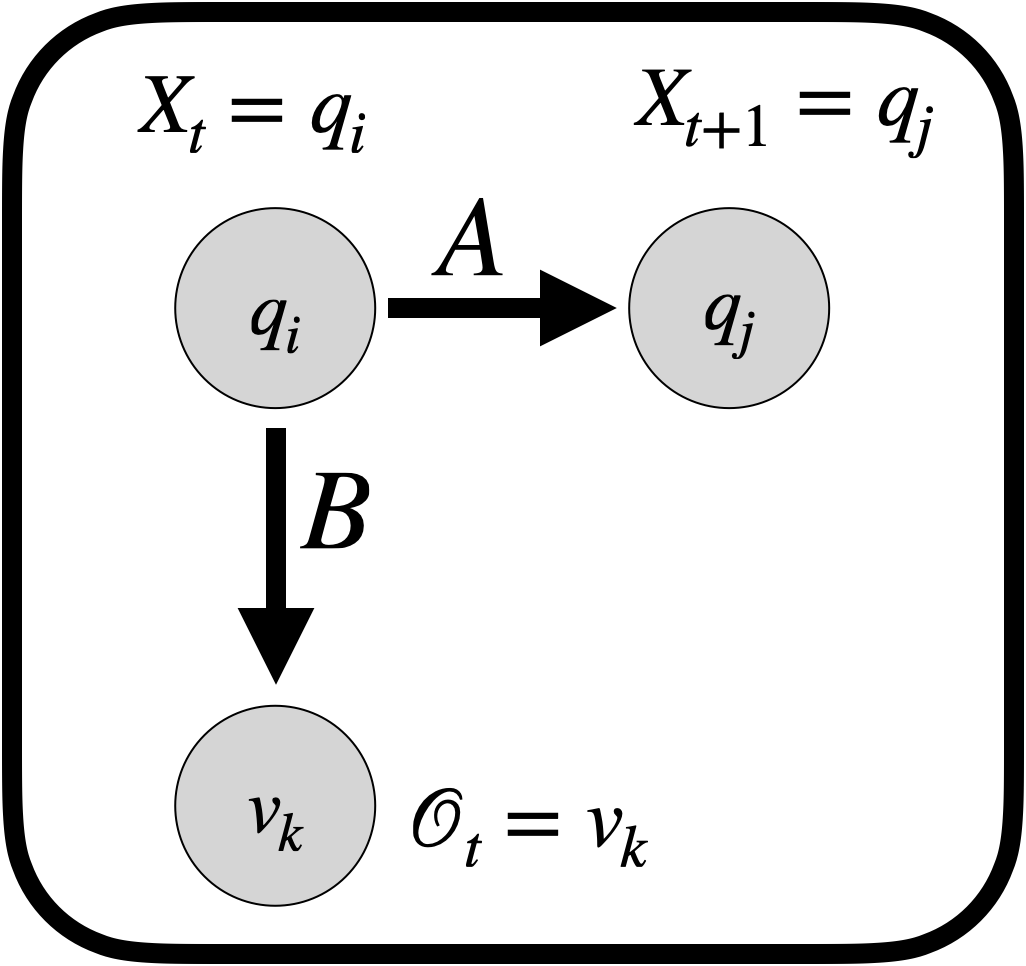 X_t = q_i
X_{t+1} = q_j
A
q_i
q_j
B
v_k
𝒪_t = v_k